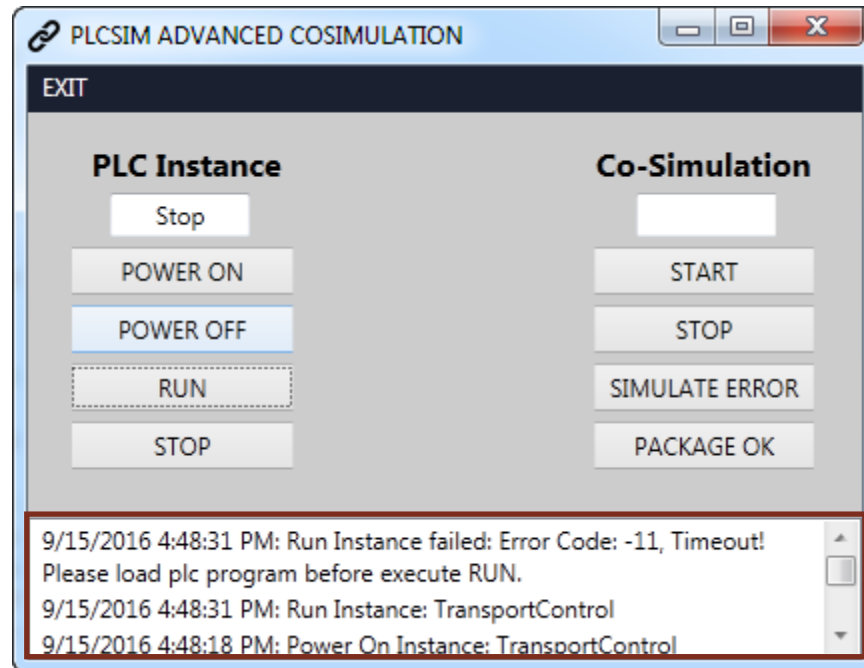 PLCSIM ADVANCED COSIMULATION
EXIT
PLC Instance
Stop
POWER ON
POWER OFF
RUN
STOP
Co-Simulation
START
STOP
SIMULATE ERROR
PACKAGE OK
9/15/2016 4:48:31 PM: Run Instance failed: Error Code: -11, Timeout!
Please load plc program before execute RUN.
9/15/2016 4:48:31 PM: Run Instance: TransportControl
9/15/2016 4:48:18 PM: Power On Instance: TransportControl